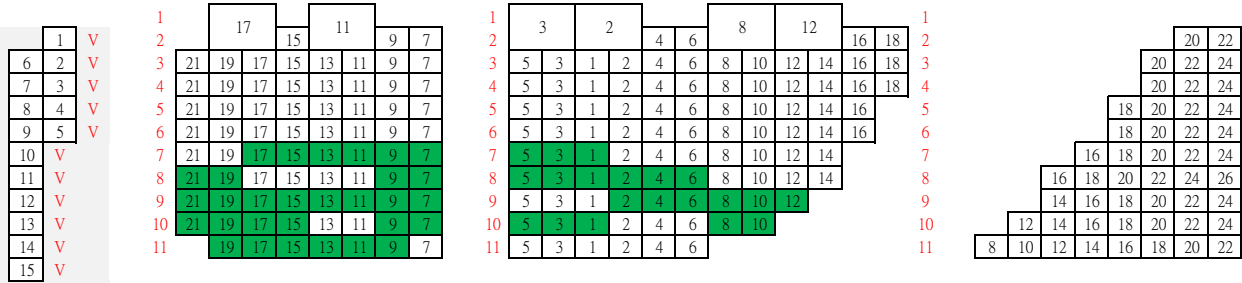 1 17 11 1 3 2 8 12 1
1 V 2 15 9 7 2 4 6 16 18 2 20 22
6 2 V 3 21 19 17 15 13 11 9 7 3 5 3 1 2 4 6 8 10 12 14 16 18 3 20 22 24
7 3 V 4 21 19 17 15 13 11 9 7 4 5 3 1 2 4 6 8 10 12 14 16 18 4 20 22 24
8 4 V 5 21 19 17 15 13 11 9 7 5 5 3 1 2 4 6 8 10 12 14 16 5 18 20 22 24
9 5 V 6 21 19 17 15 13 11 9 7 6 5 3 1 2 4 6 8 10 12 14 16 6 18 20 22 24
10 V 7 21 19 17 15 13 11 9 7 7 5 3 1 2 4 6 8 10 12 14 7 16 18 20 22 24
11 V 8 21 19 17 15 13 11 9 7 8 5 3 1 2 4 6 8 10 12 14 8 16 18 20 22 24 26
12 V 9 21 19 17 15 13 11 9 7 9 5 3 1 2 4 6 8 10 12 9 14 16 18 20 22 24
13 V 10 21 19 17 15 13 11 9 7 10 5 3 1 2 4 6 8 10 10 12 14 16 18 20 22 24
14 V 11 19 17 15 13 11 9 7 11 5 3 1 2 4 6 11 8 10 12 14 16 18 20 22
15 V